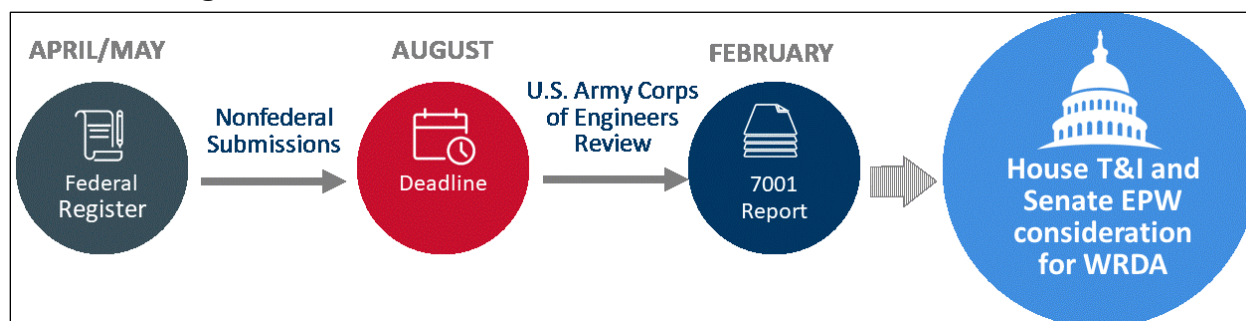 APRIL/MAY
Federal
Register
Nonfederal
Submissions
AUGUST
Deadline
U.S. Army Corps
of Engineers
Review
FEBRUARY
7001
Report
House T&I and
Senate EPW
consideration
for WRDA